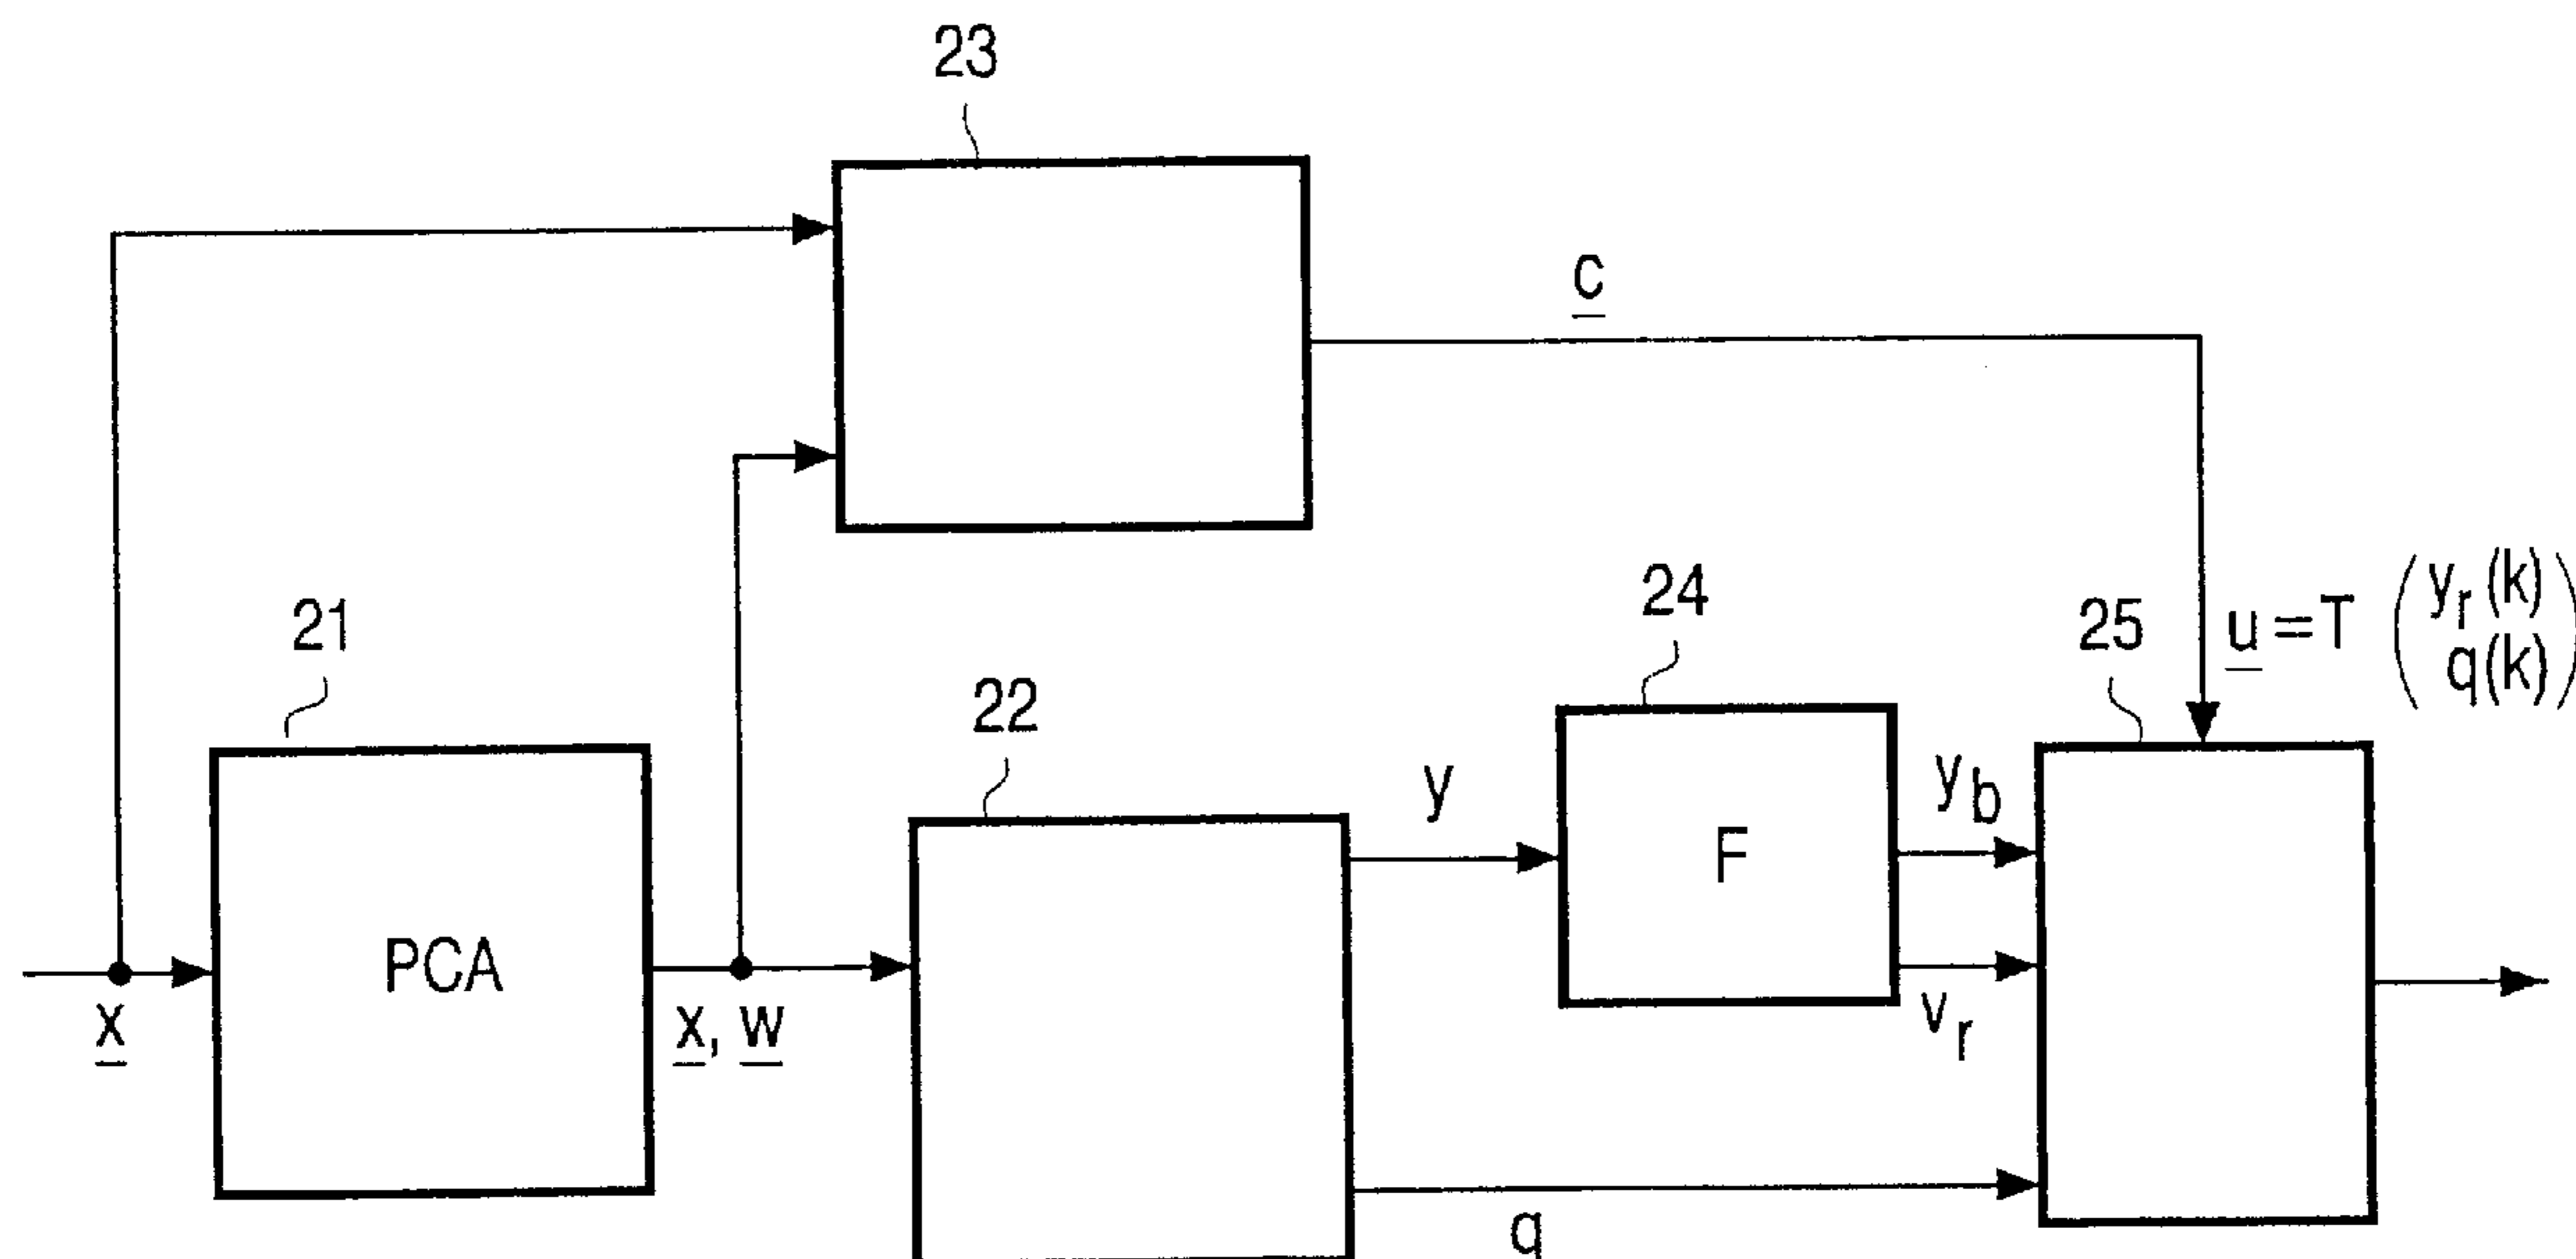 23
c
21
22
24
25
u = T ( y_r (k)
q(k) )
PCA
x
x, w
y
F
y_b
v_r
q